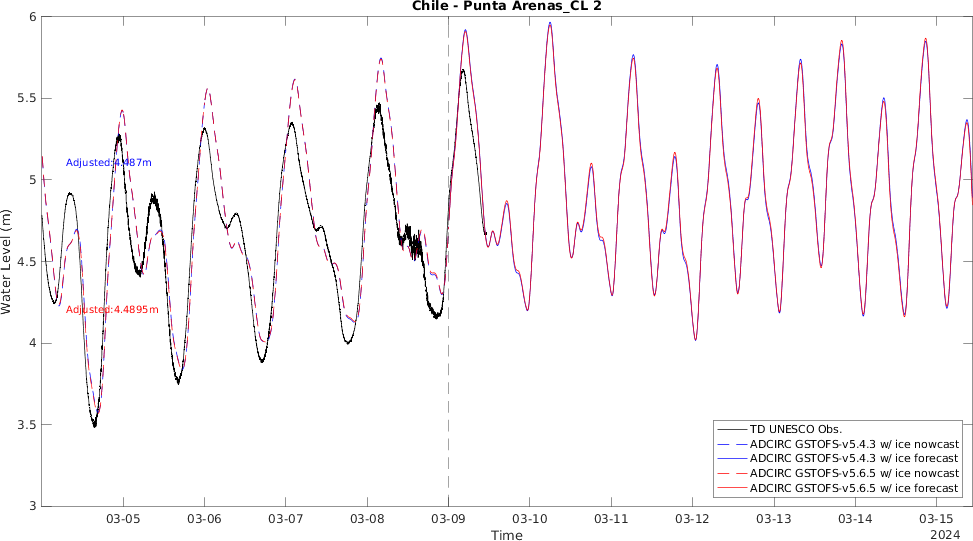 Chile - Punta Arenas_CL 2
6
5.5
5
4.5
4
3.5
3
Water Level (m)
Adjusted:4.487m
Adjusted:4.4895m
TD UNESCO Obs.
ADCIRC GSTOFS-v5.4.3 w/ ice nowcast
ADCIRC GSTOFS-v5.4.3 w/ ice forecast
ADCIRC GSTOFS-v5.6.5 w/ ice nowcast
ADCIRC GSTOFS-v5.6.5 w/ ice forecast
03-05 03-06 03-07 03-08 03-09 03-10 03-11 03-12 03-13 03-14 03-15
Time
2024